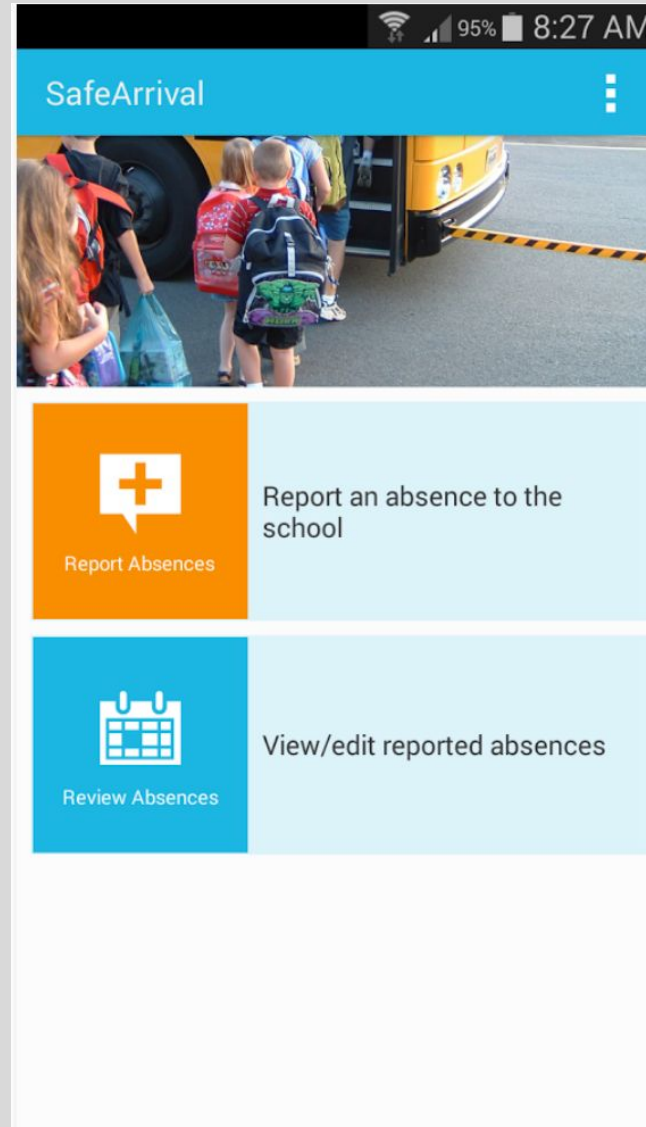 95% 8:27 AM
SafeArrival
Report an absence to the
school
Report Absences
View/edit reported absences
Review Absences